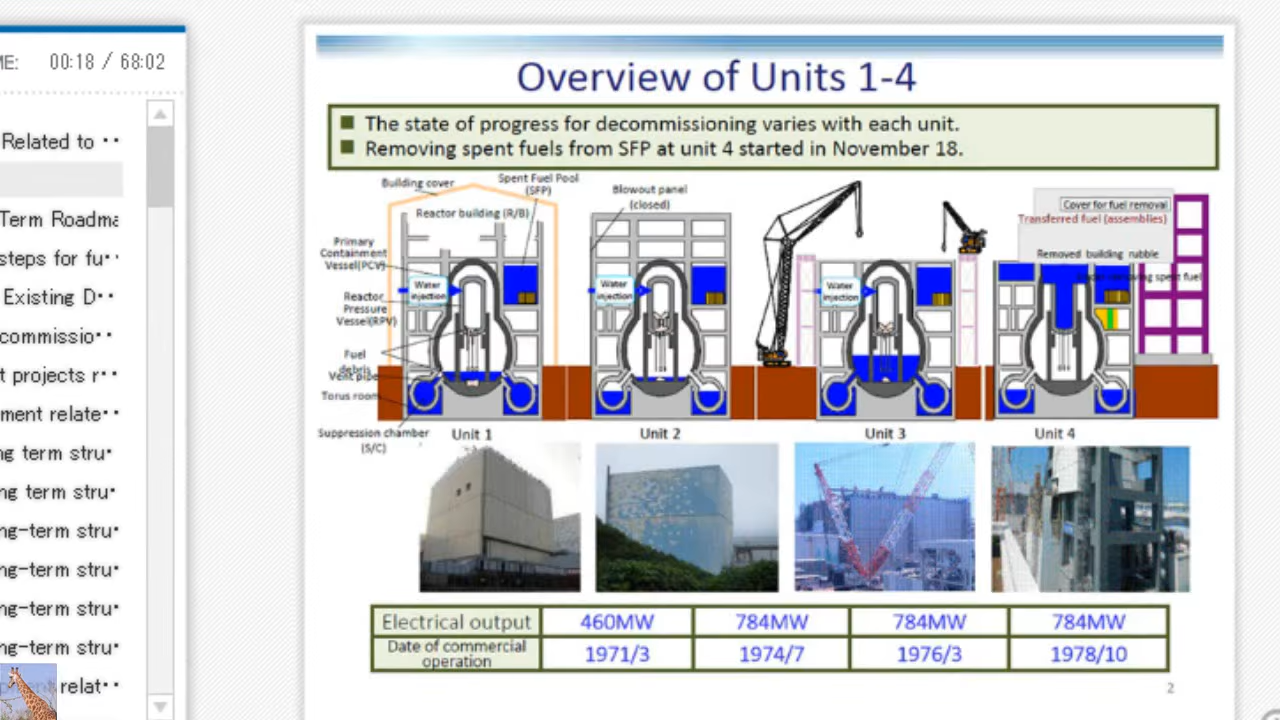 ME: 00:18 / 68:02
Related to ••
Term Roadma
steps for fu••
Existing D••
commissio••
t projects r••
ment relate••
ng term stru•
ng term stru•
ng-term stru•
ng-term stru•
ng-term stru•
ng-term stru•
relat••
Overview of Units 1-4
The state of progress for decommissioning varies with each unit.
Removing spent fuels from SFP at unit 4 started in November 18.
Building cover
Spent Fuel Pool
(SFP)
Blowout panel
(closed)
Reactor building (R/B)
Cover for fuel removal
Transferred fuel (assemblies)
Primary
Containment
Vessel(PCV)
Removed building rubble
spent fuel
Water
injection
Water
injection
Water
injection
Reactor
Pressure
Vessel(RPV)
Fuel
debris
Vent pipe
Torus room
Suppression chamber
(S/C)
Unit 1
Unit 2
Unit 3
Unit 4
Electrical output 460MW 784MW 784MW 784MW
Date of commercial
operation 1971/3 1974/7 1976/3 1978/10
2